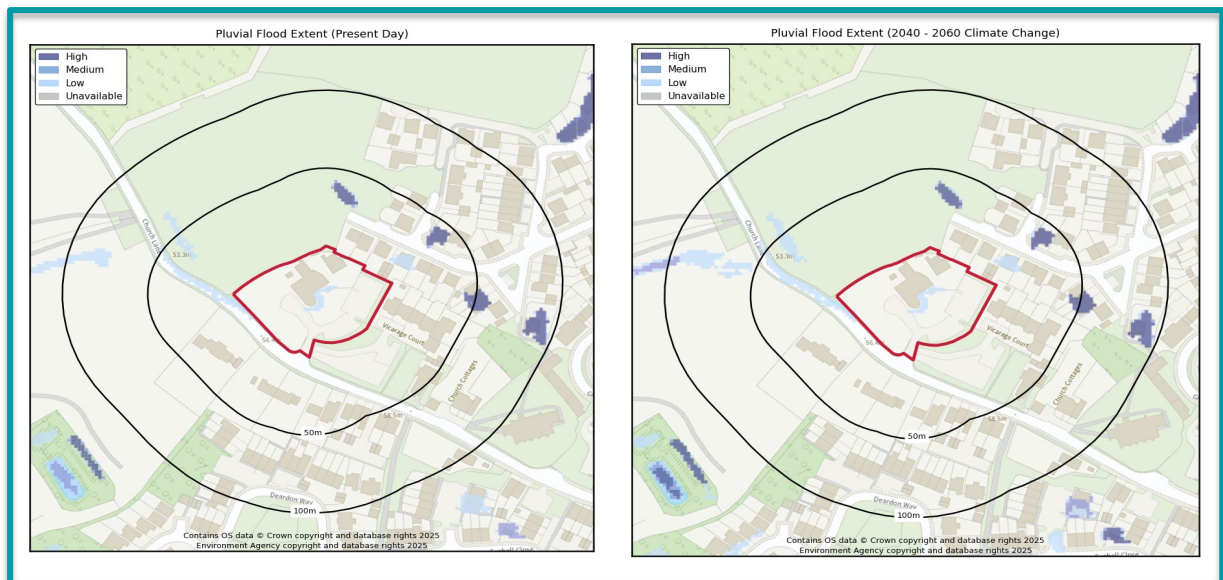 Pluvial Flood Extent (Present Day)
High
Medium
Low
Unavailable
Church Lane
53.3m
Vicarage Court
Church Cottages
58.5m
50m
Deardon Way
100m
Contains OS data © Crown copyright and database rights 2025
Environment Agency copyright and database rights 2025
Pluvial Flood Extent (2040 - 2060 Climate Change)
High
Medium
Low
Unavailable
Church Lane
53.3m
Vicarage Court
Church Cottages
58.5m
50m
Deardon Way
100m
Contains OS data © Crown copyright and database rights 2025
Environment Agency copyright and database rights 2025